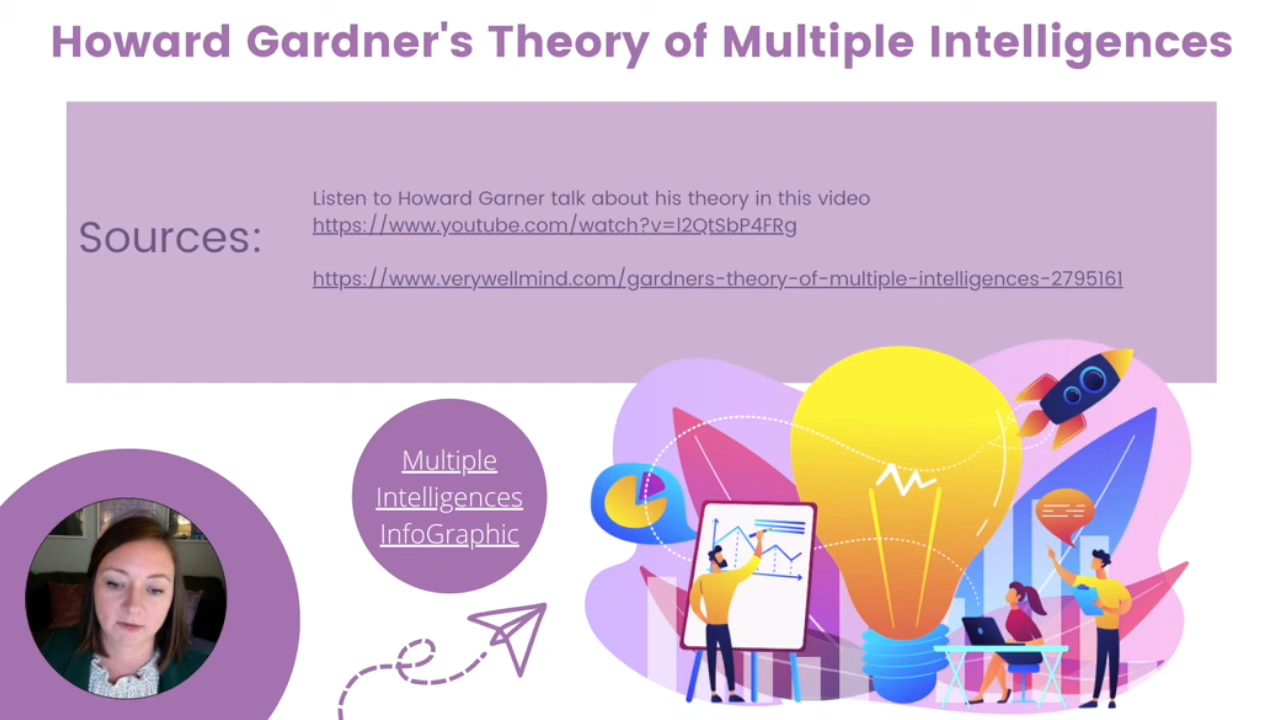 Howard Gardner's Theory of Multiple Intelligences
Sources:
Listen to Howard Garner talk about his theory in this video
https://www.youtube.com/watch?v=l2QtSbP4FRg
https://www.verywellmind.com/gardners-theory-of-multiple-intelligences-2795161
Multiple
Intelligences
InfoGraphic